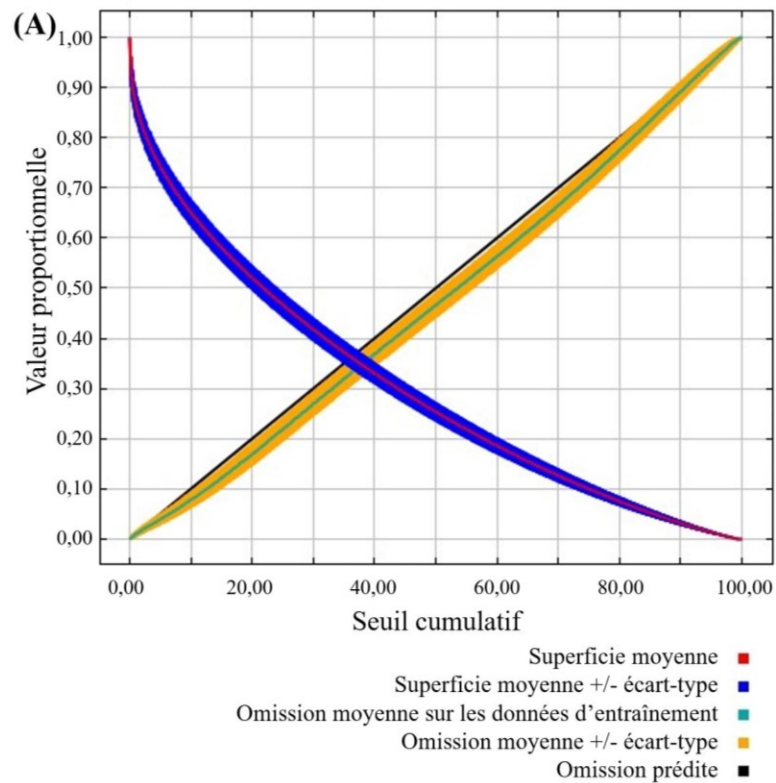 (A)
1,00
0,90
0,80
0,70
0,60
0,50
0,40
0,30
0,20
0,10
0,00
Valeur proportionnelle
0,00 20,00 40,00 60,00 80,00 100,00
Seuil cumulatif
Superficie moyenne
Superficie moyenne +/- écart-type
Omission moyenne sur les données d’entraînement
Omission moyenne +/- écart-type
Omission prédite